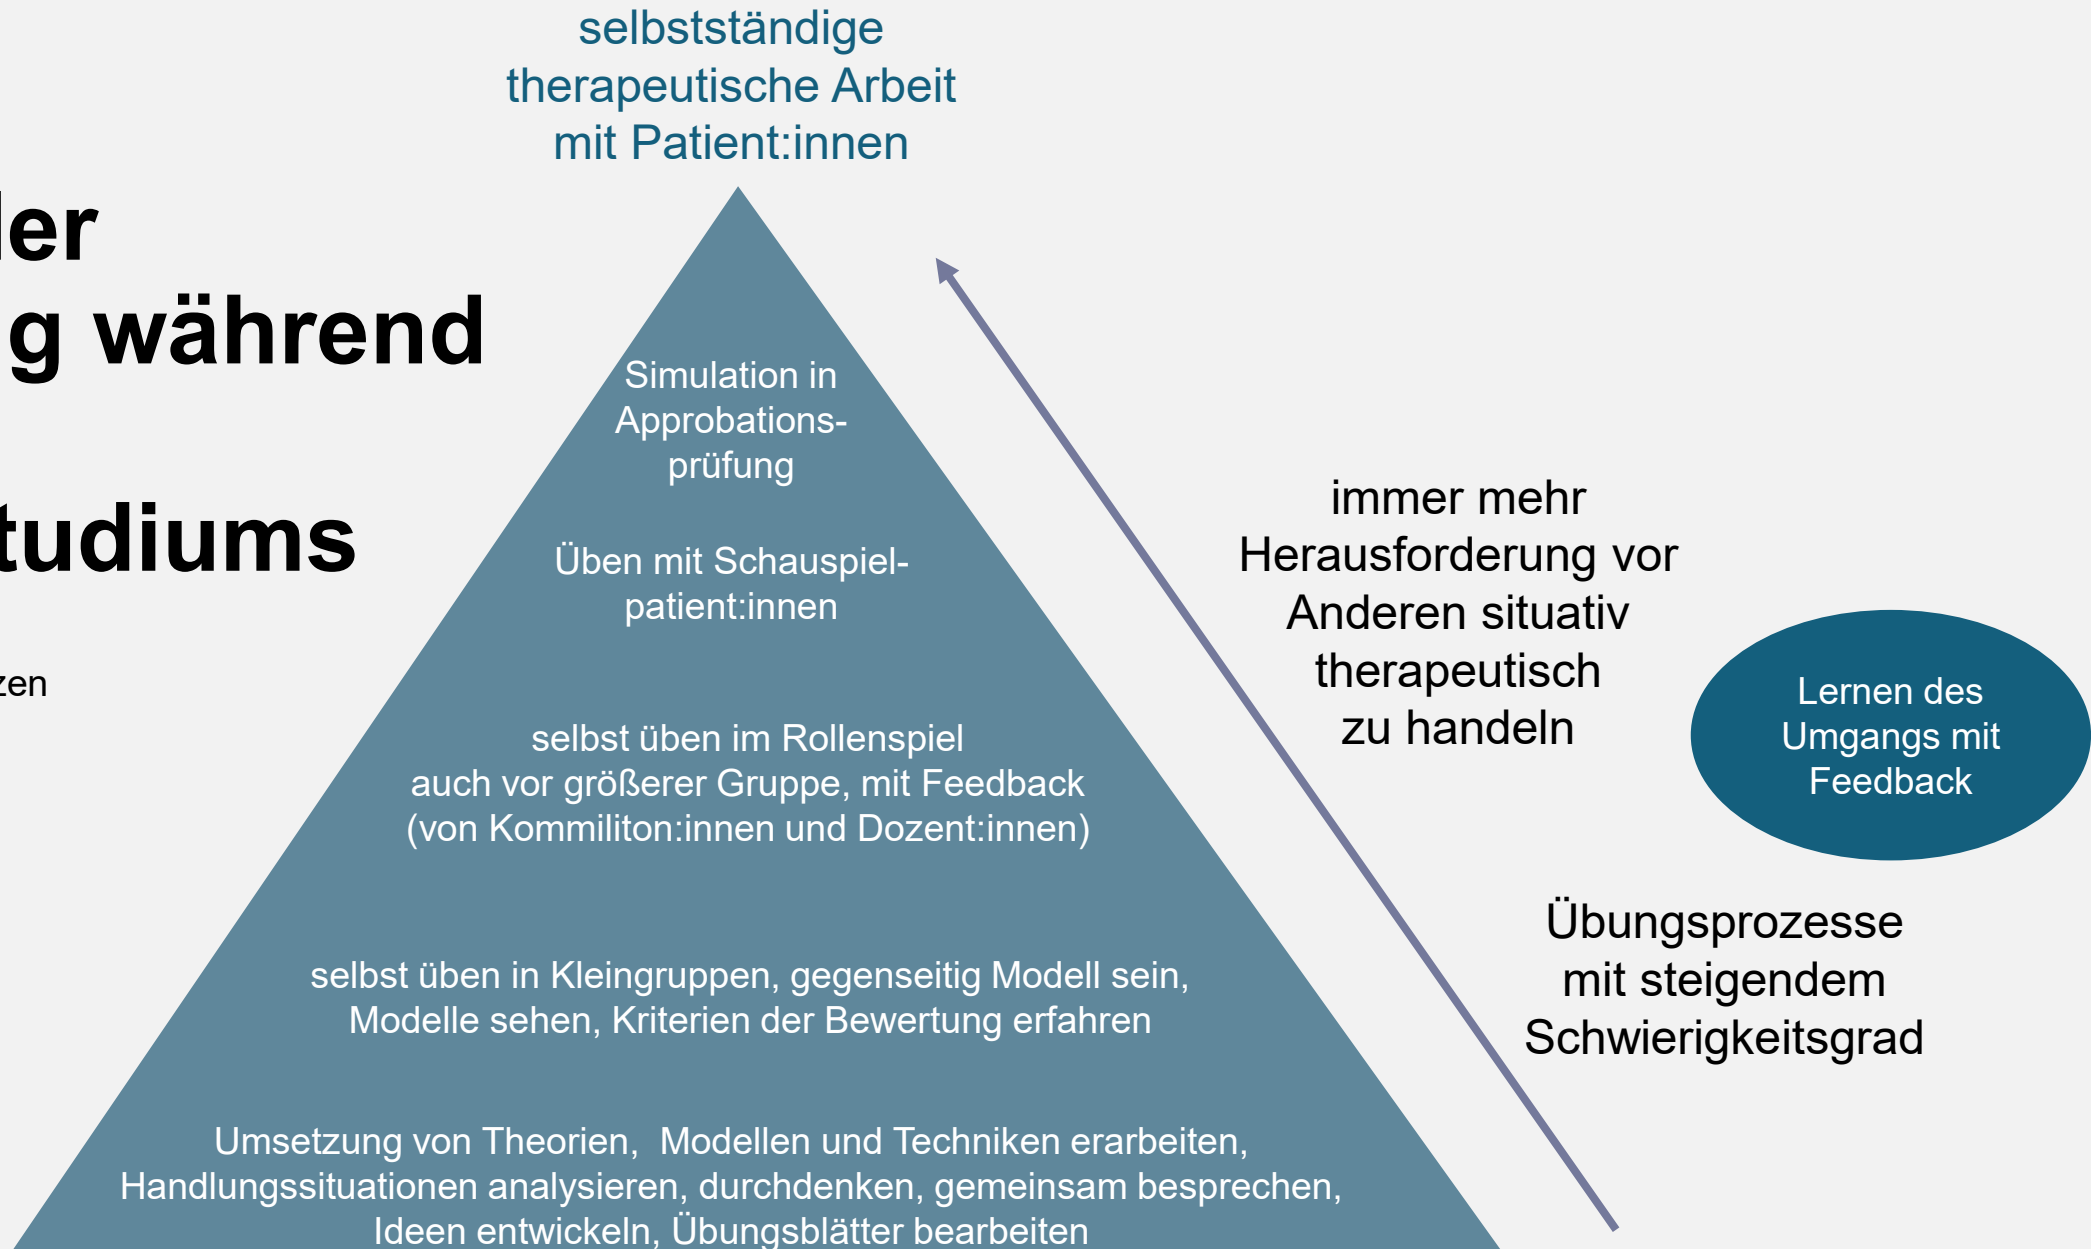 selbstständige
therapeutische Arbeit
mit Patient:innen
ler
g während
tudiums
zen
Simulation in
Approbations-
prüfung
Üben mit Schauspiel-
patient:innen
selbst üben im Rollenspiel
auch vor größerer Gruppe, mit Feedback
(von Kommiliton:innen und Dozent:innen)
selbst üben in Kleingruppen, gegenseitig Modell sein,
Modelle sehen, Kriterien der Bewertung erfahren
Umsetzung von Theorien,  Modellen und Techniken erarbeiten,
Handlungssituationen analysieren, durchdenken, gemeinsam besprechen,
Ideen entwickeln, Übungsblätter bearbeiten
immer mehr
Herausforderung vor
Anderen situativ
therapeutisch
zu handeln
Lernen des
Umgangs mit
Feedback
Übungsprozesse
mit steigendem
Schwierigkeitsgrad